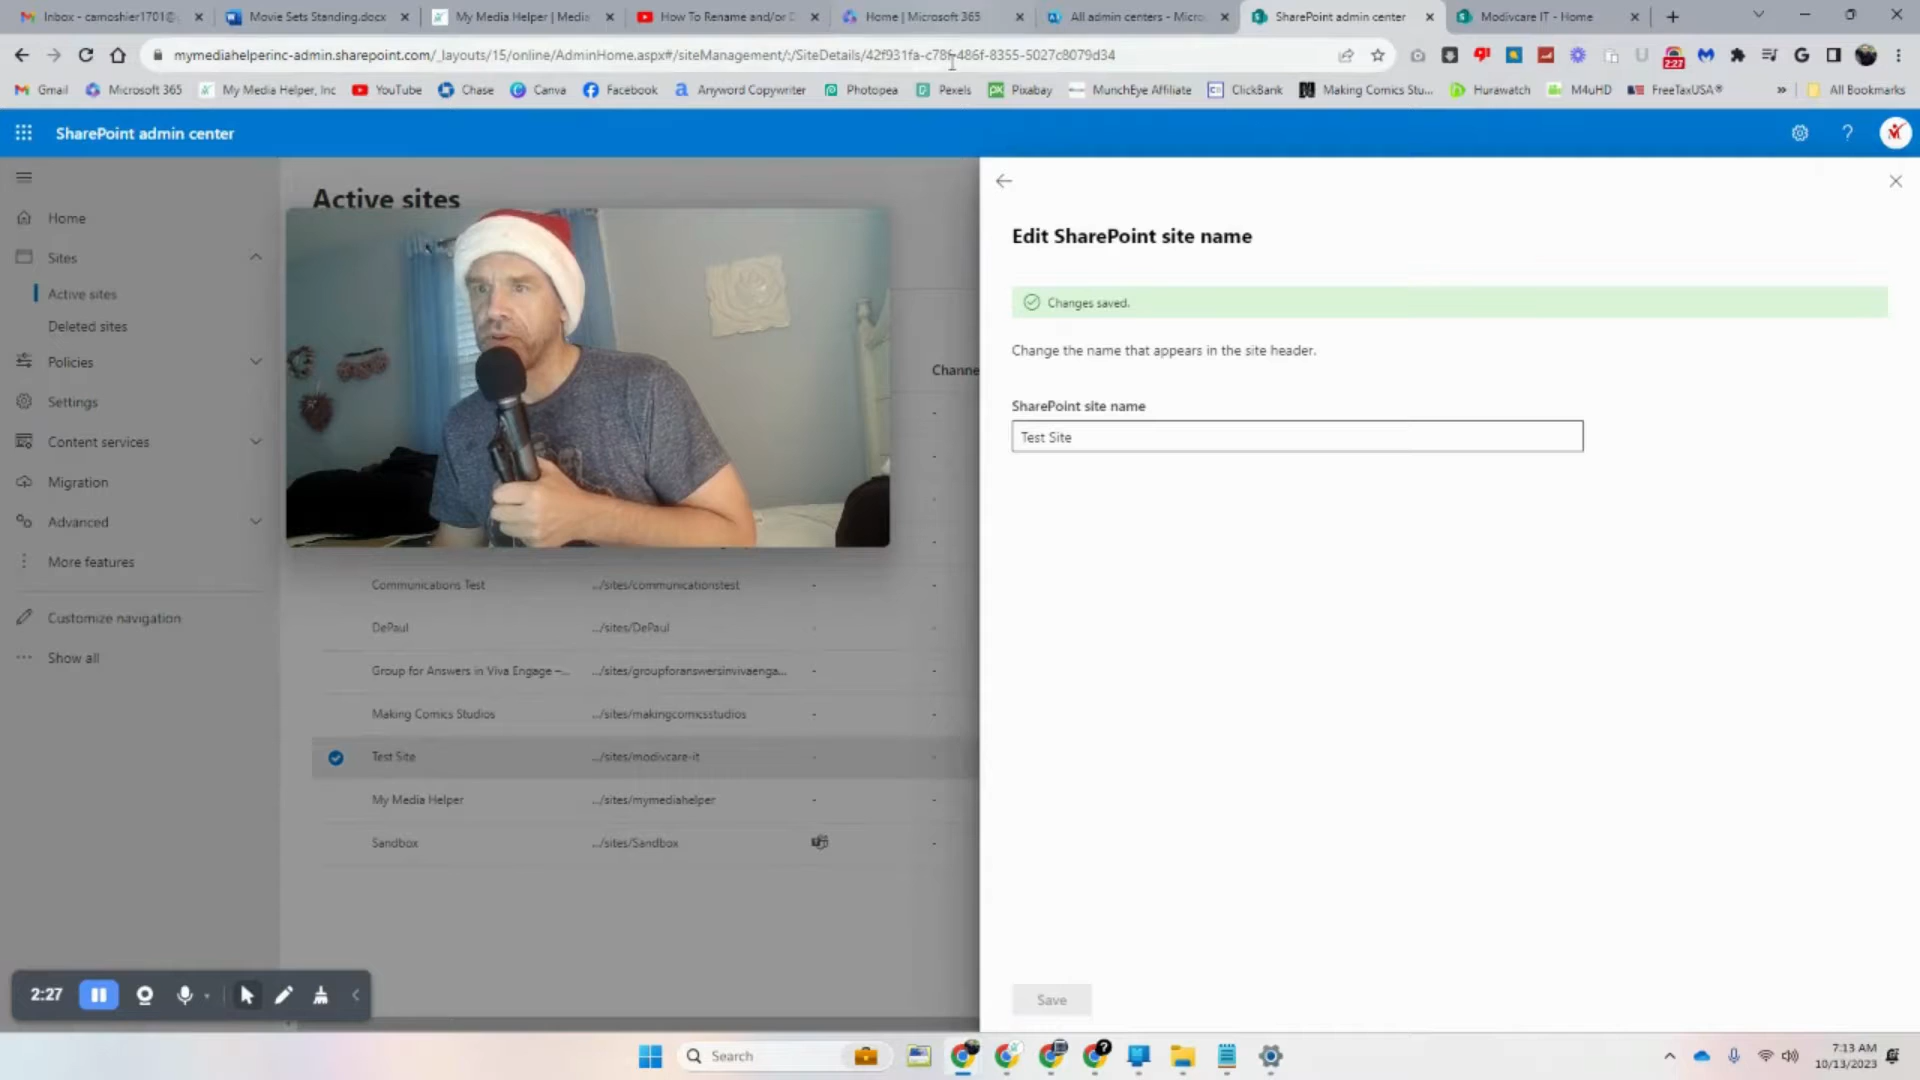 Inbox - camoshier1701@
Movie Sets Standing.docx
My Media Helper | Media
How To Rename and/or D
Home | Microsoft 365
All admin centers - Micro
SharePoint admin center
Modivcare IT - Home
mymediahelperinc-admin.sharepoint.com/_layouts/15/online/AdminHome.aspx#/siteManagement/:/SiteDetails/42f931fa-c78f-486f-8355-5027c8079d34
2:27
Gmail
Microsoft 365
My Media Helper, Inc
YouTube
Chase
Canva
Facebook
Anyword Copywriter
Photopea
Pexels
Pixabay
MunchEye Affiliate
ClickBank
Making Comics Stu...
Hurawatch
M4uHD
FreeTaxUSA®
All Bookmarks
SharePoint admin center
Home
Sites
Active sites
Deleted sites
Policies
Settings
Content services
Migration
Advanced
More features
Customize navigation
Show all
Active sites
Channe
Communications Test .../sites/communicationstest - -
DePaul .../sites/DePaul - -
Group for Answers in Viva Engage –... .../sites/groupforanswersinvivaenga... - -
Making Comics Studios .../sites/makingcomicsstudios - -
Test Site .../sites/modivcare-it - -
My Media Helper .../sites/mymediahelper - -
Sandbox .../sites/Sandbox -
Edit SharePoint site name
Changes saved.
Change the name that appears in the site header.
SharePoint site name
Test Site
Save
2:27
Search
7:13 AM
10/13/2023